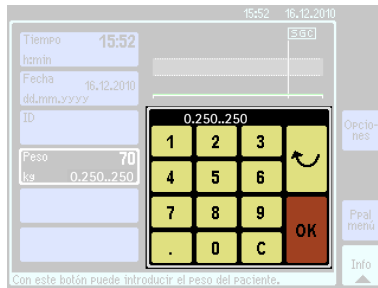 15:52 16.12.2010
Tiempo 15:52
h:min
SGC
Fecha
16.12.2010
dd.mm.yyyy
ID
Peso 70
kg 0.250..250
0.250..250
1 2 3
4 5 6
7 8 9
OK
. 0 C
Opcio-
nes
Ppal
menú
Info
Con este botón puede introducir el peso del paciente.